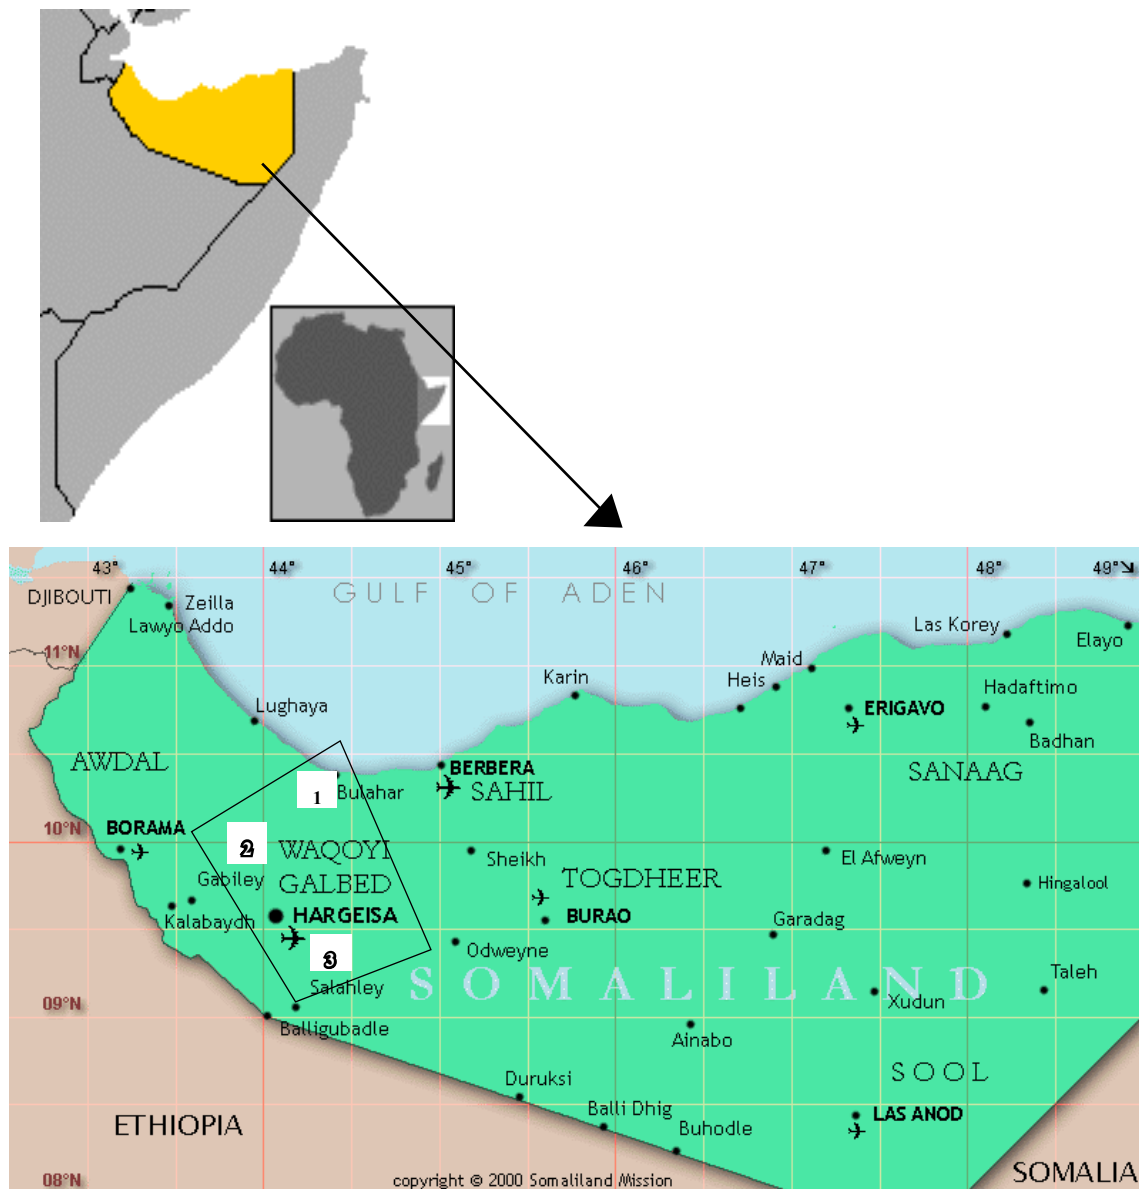 43° 44° 45° 46° 47° 48° 49°
GULF OF ADEN
DJIBOUTI
Zeilla
Lawyo Addo
Las Korey
Elayo
11°N
Maid
Karin
Heis
Hadaftimo
Lughaya
ERIGAVO
Badhan
AWDAL
BERBERA
SANAAG
1
Bulahar
SAHIL
10°N
BORAMA
2
WAQOYI
GALBED
Sheikh
El Afweyn
Gabiley
TOGDHEER
Hingalool
Kalabaydh
HARGEISA
BURAO
Garadag
3
Odweyne
Salahley
SOMALILAND
Taleh
09°N
Xudun
Balligubadle
Ainabo
SOOL
Duruksi
Balli Dhig
LAS ANOD
ETHIOPIA
Buhodle
08°N
copyright © 2000 Somaliland Mission
SOMALIA